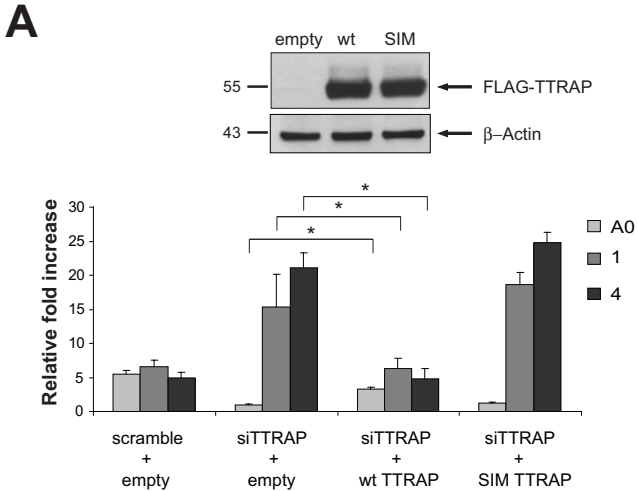 A
empty wt SIM
55 FLAG-TTRAP
43 β–Actin
* 
*
*
Relative fold increase
30
25
20
15
10
5
0
A0
1
4
scramble siTTRAP siTTRAP siTTRAP
+ + + +
empty empty wt TTRAP SIM TTRAP